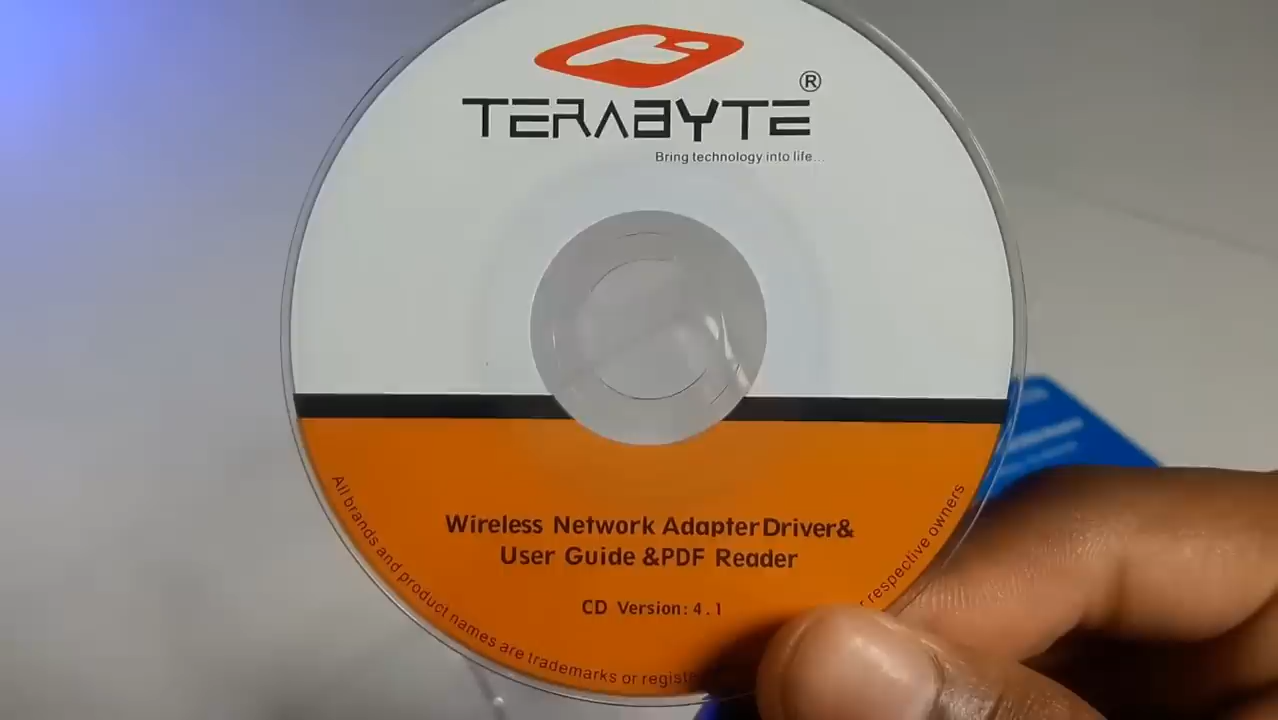 TERABYTE®
Bring technology into life...
Wireless Network Adapter Driver&
User Guide &PDF Reader
CD Version: 4.1
All brands and product names are trademarks or registe
respective owners